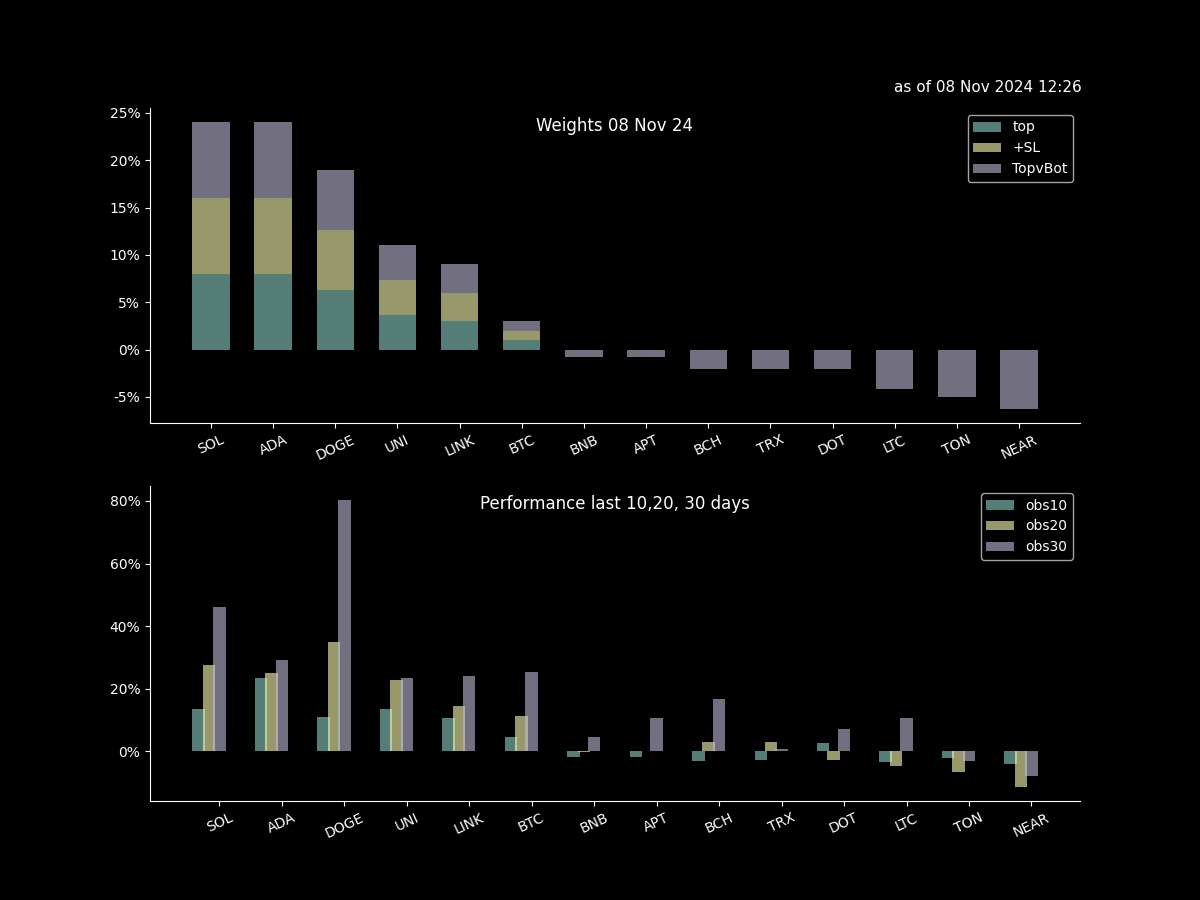 as of 08 Nov 2024 12:26
Weights 08 Nov 24
top
+SL
TopvBot
25%
20%
15%
10%
5%
0%
-5%
SOL ADA DOGE UNI LINK BTC BNB APT BCH TRX DOT LTC TON NEAR
Performance last 10,20, 30 days
obs10
obs20
obs30
80%
60%
40%
20%
0%
SOL ADA DOGE UNI LINK BTC BNB APT BCH TRX DOT LTC TON NEAR